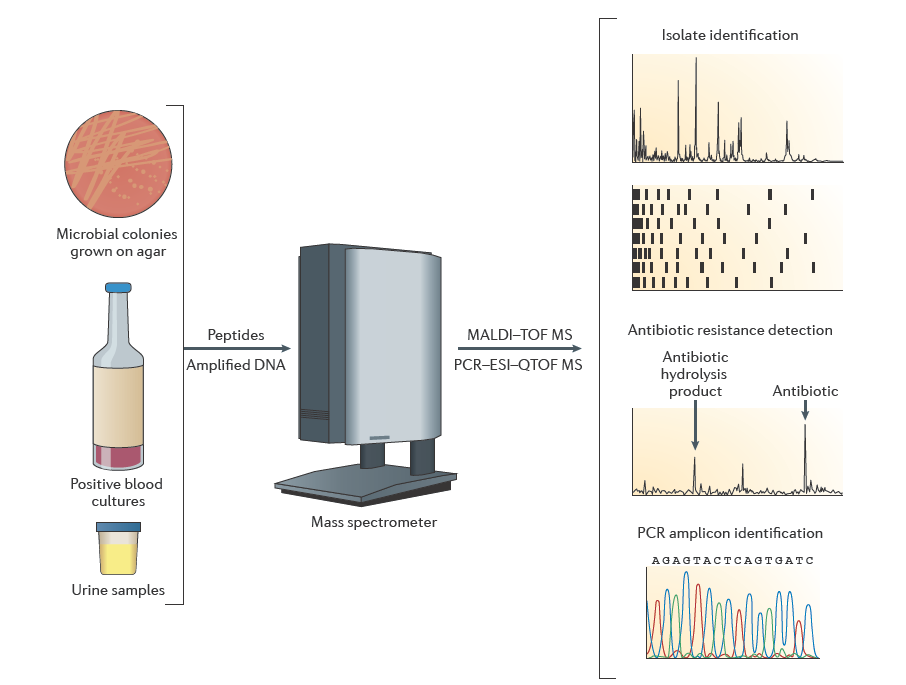 Microbial colonies
grown on agar
Positive blood
cultures
Urine samples
Peptides
Amplified DNA
Mass spectrometer
MALDI–TOF MS
PCR–ESI–QTOF MS
Isolate identification
Antibiotic resistance detection
Antibiotic
hydrolysis
product
Antibiotic
PCR amplicon identification
AGAGTACTCAGTGATC